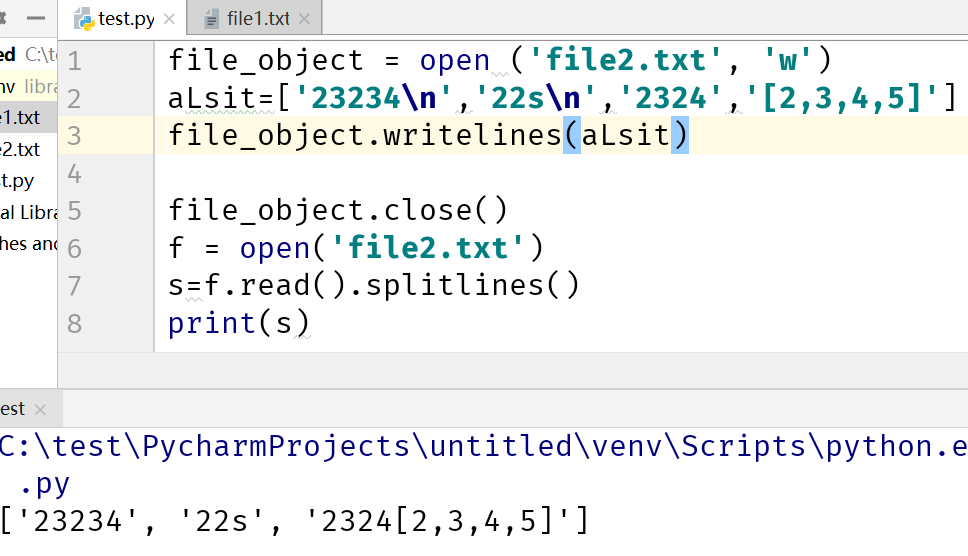 test.py
file1.txt
ed C:\t
nv libra
e1.txt
e2.txt
t.py
al Libra
hes and
1 file_object = open ('file2.txt', 'w')
2 aLsit=['23234\n','22s\n','2324','[2,3,4,5]']
3 file_object.writelines(aLsit)
4
5 file_object.close()
6 f = open('file2.txt')
7 s=f.read().splitlines()
8 print(s)
est
C:\test\PycharmProjects\untitled\venv\Scripts\python.e
.py
['23234', '22s', '2324[2,3,4,5]']